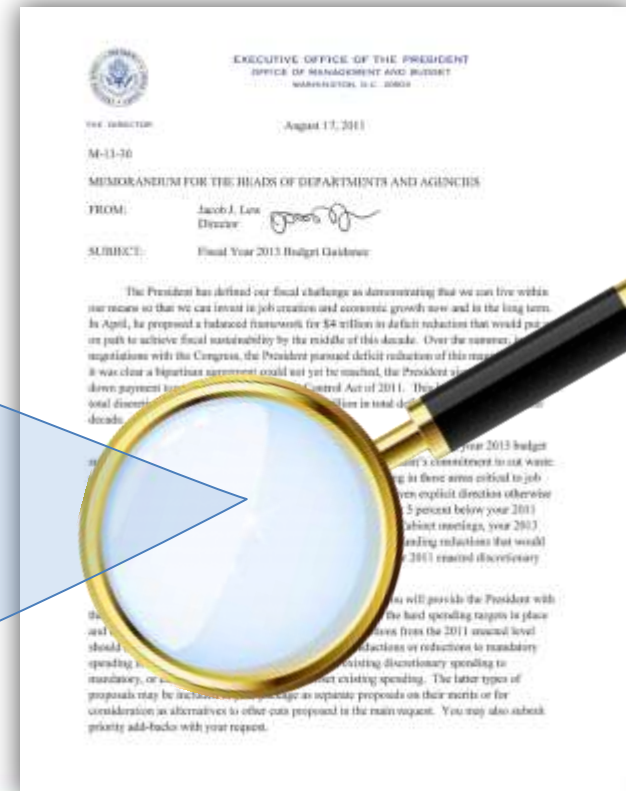 EXECUTIVE OFFICE OF THE PRESIDENT
OFFICE OF MANAGEMENT AND BUDGET
WASHINGTON, D.C. 20503
THE DIRECTOR
August 17, 2011
M-11-30
MEMORANDUM FOR THE HEADS OF DEPARTMENTS AND AGENCIES
FROM: Jacob J. Lew
Director
SUBJECT: Fiscal Year 2013 Budget Guidance
The President has defined our fiscal challenge as demonstrating that we can live within
our means so that we can invest in job creation and economic growth now and in the long term.
In April, he proposed a balanced framework for $4 trillion in deficit reduction that would put
on path to achieve fiscal sustainability by the middle of this decade. Over the summer,
negotiations with the Congress, the President pursued deficit reduction of this
it was clear a bipartisan agreement could not yet be reached, the President
down payment Control Act of 2011.
total in total
decade.
your 2013 budget
commitment to cut waste
in those areas critical to job
explicit direction otherwise
5 percent below your 2011
Cabinet meetings, your 2013
reductions that would
2011 enacted discretionary
will provide the President with
the the hard spending targets in place
and from the 2011 enacted level
should reductions or reductions to mandatory
spending existing discretionary spending to
mandatory, or existing spending. The latter types of
proposals may be as separate proposals on their merits or for
consideration as alternatives to other cuts proposed in the main request. You may also submit
priority add-backs with your request.